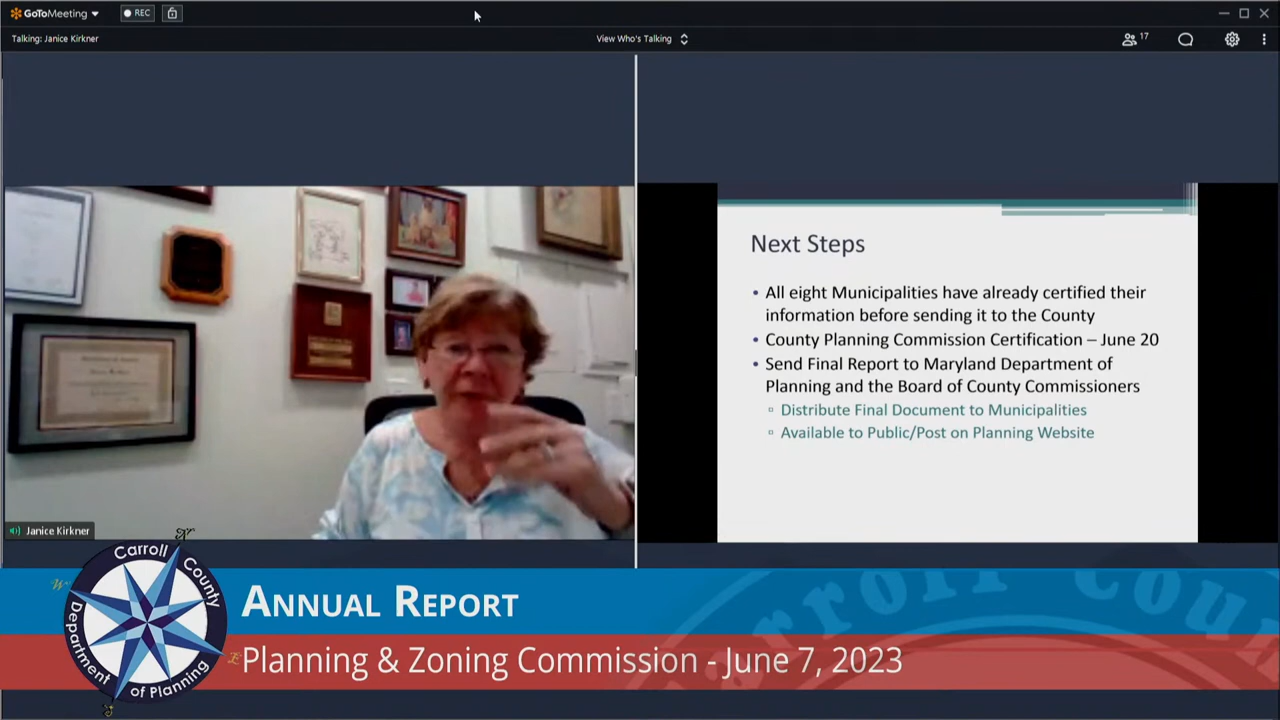 GoToMeeting
REC
Talking: Janice Kirkner
View Who's Talking
17
Next Steps
• All eight Municipalities have already certified their
information before sending it to the County
• County Planning Commission Certification – June 20
• Send Final Report to Maryland Department of
Planning and the Board of County Commissioners
▫ Distribute Final Document to Municipalities
▫ Available to Public/Post on Planning Website
Janice Kirkner
Carroll County
Department of Planning
W
E
ANNUAL REPORT
Planning & Zoning Commission - June 7, 2023